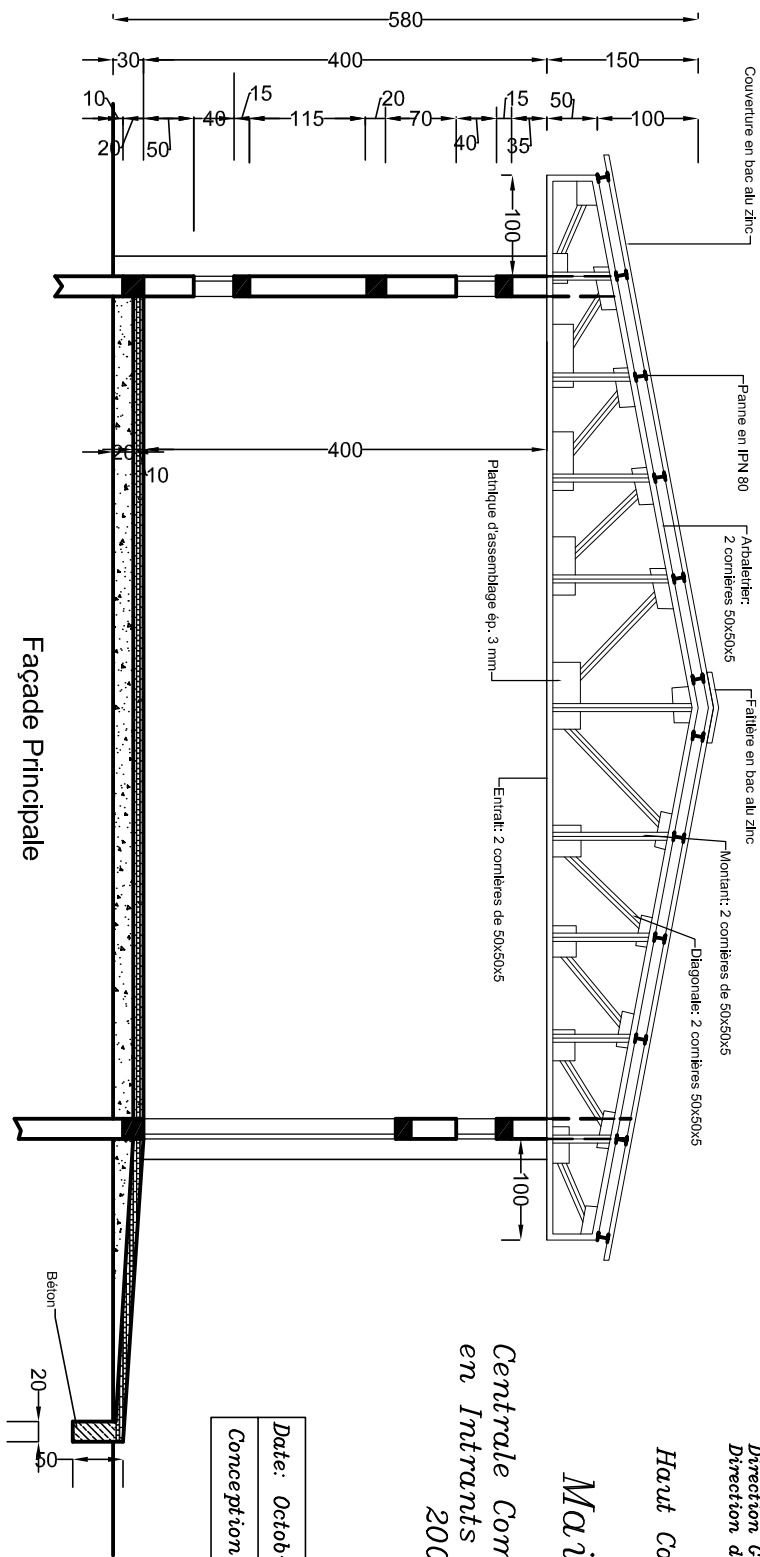 580
30
400
150
10
20
50
40
15
115
20
70
40
15
35
50
100
100
Couverture en bac alu zinc
Panne en IPN 80
Arbaletrier:
2 cornières 50x50x5
Faîtière en bac alu zinc
Montant: 2 cornières de 50x50x5
Diagonale: 2 cornières 50x50x5
Platnique d'assemblage ép. 3 mm
Entrait: 2 cornières de 50x50x5
400
20
10
100
Béton
20
50
Façade Principale
Direction G
Direction d
Haut Co
Mai
Centrale Com
en Intrants
200
Date: Octob
Conception